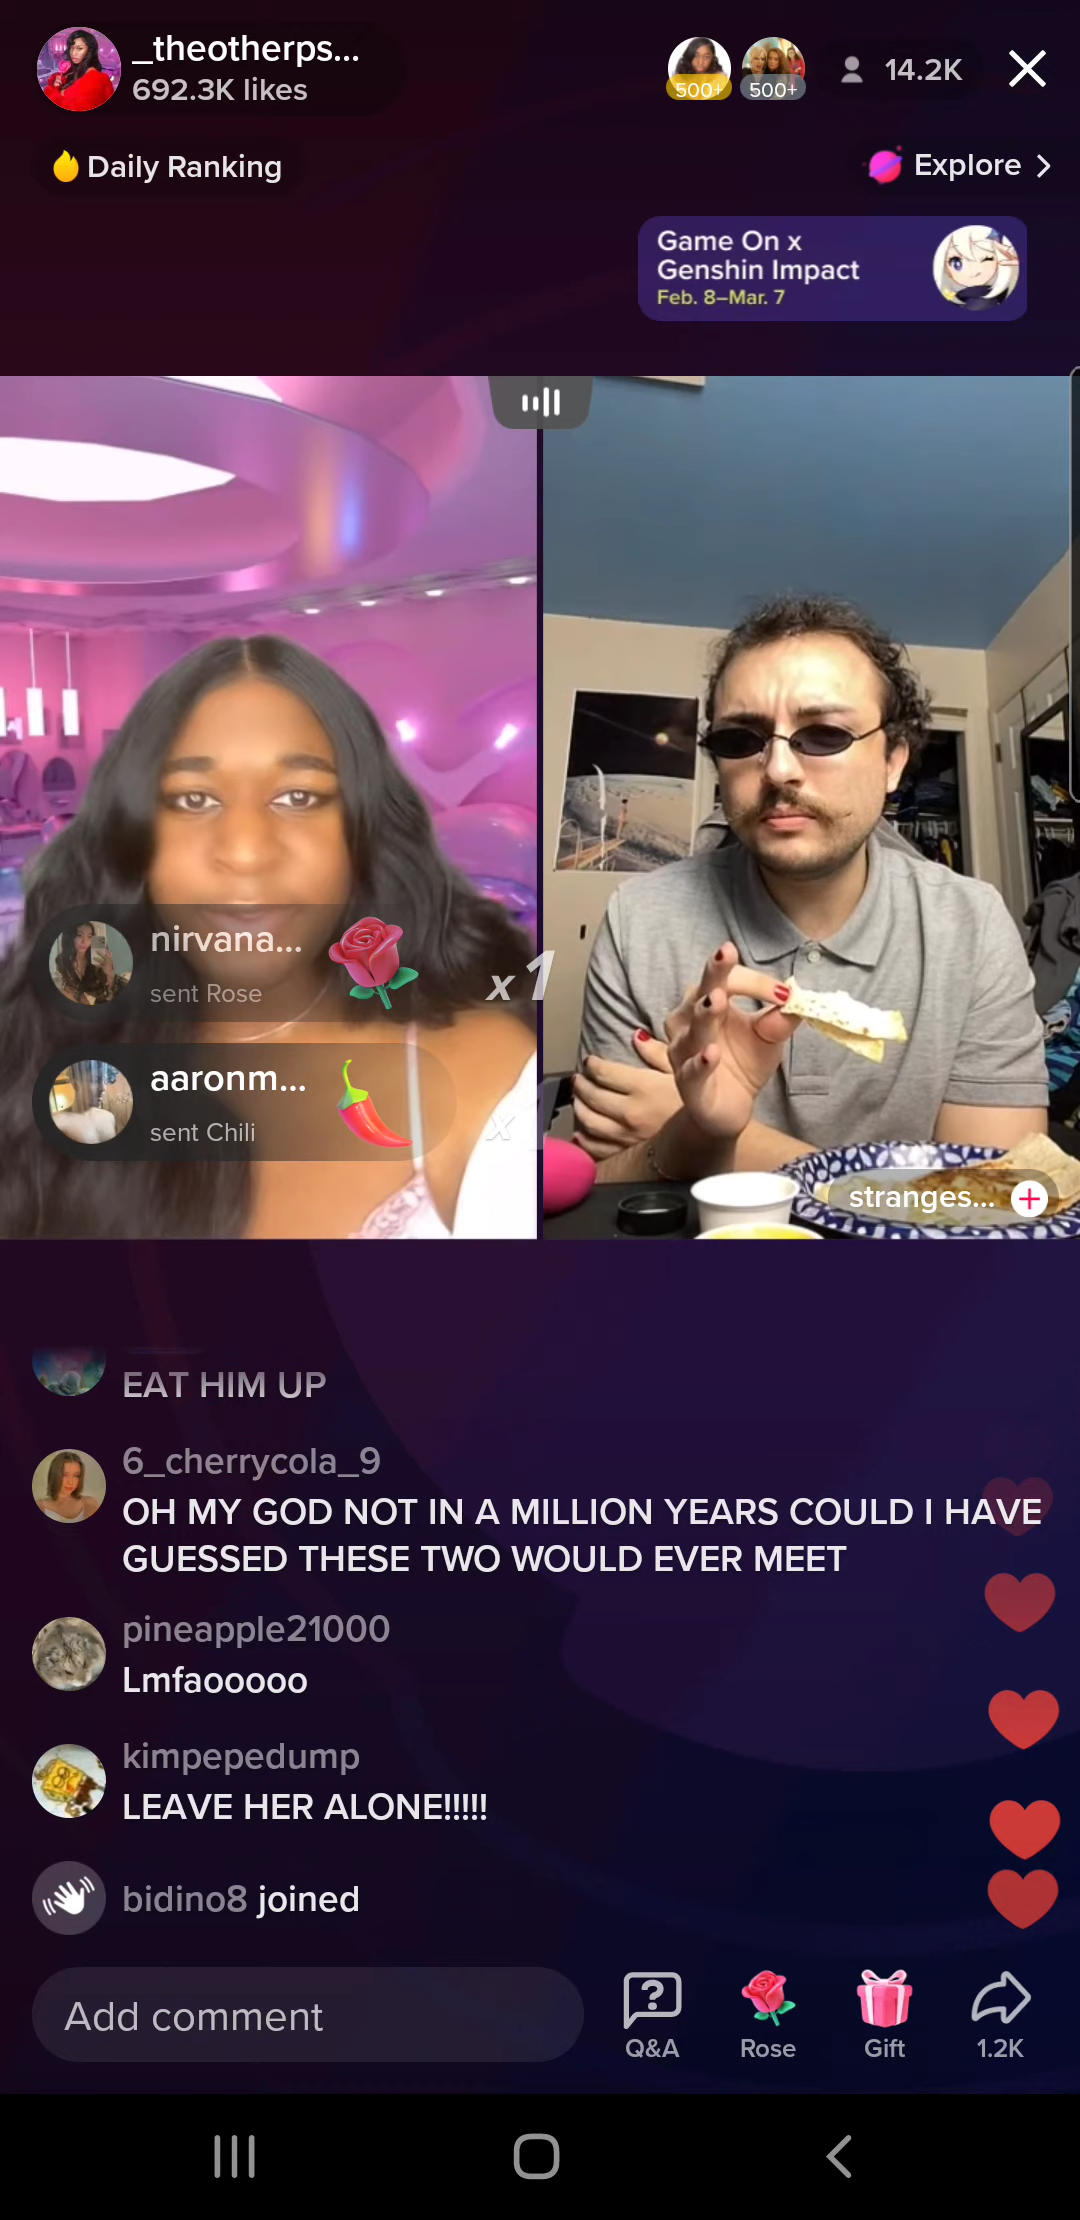 _theotherps...
692.3K likes
500+
500+
14.2K
Daily Ranking
Explore
Game On x
Genshin Impact
Feb. 8–Mar. 7
nirvana...
sent Rose
x1
aaronm...
sent Chili
x
stranges...
EAT HIM UP
6_cherrycola_9
OH MY GOD NOT IN A MILLION YEARS COULD I HAVE
GUESSED THESE TWO WOULD EVER MEET
pineapple21000
Lmfaooooo
kimpepedump
LEAVE HER ALONE!!!!!
bidino8 joined
Add comment
Q&A
Rose
Gift
1.2K